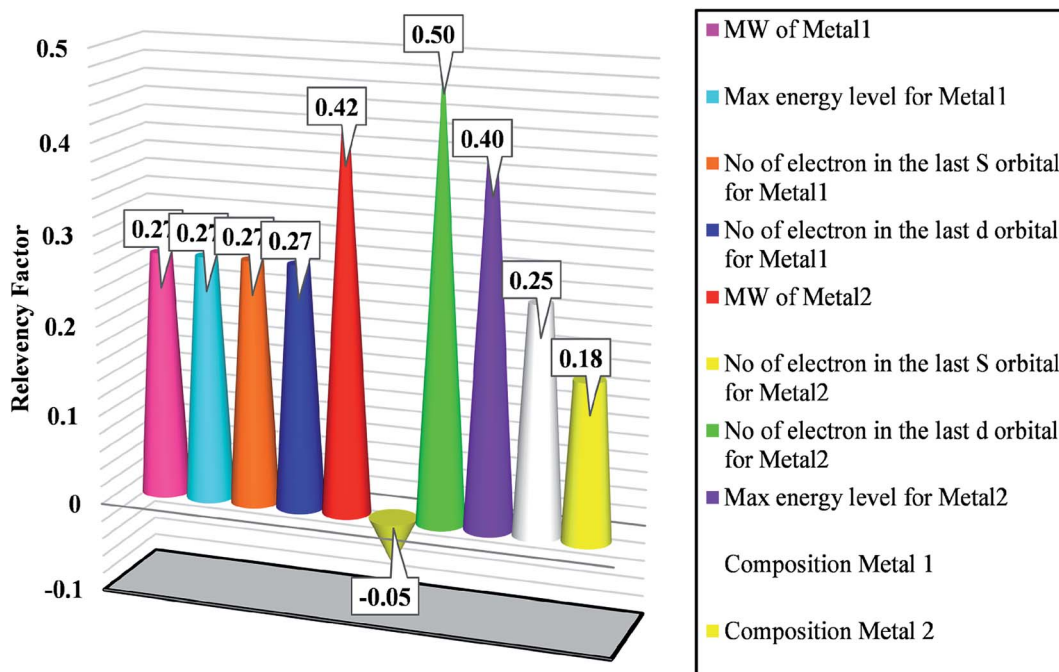 0.5
0.4
0.3
0.2
0.1
0
-0.1
Relevency Factor
0.27
0.27
0.27
0.27
0.42
-0.05
0.50
0.40
0.25
0.18
MW of Metal1
Max energy level for Metal1
No of electron in the last S orbital
for Metal1
No of electron in the last d orbital
for Metal1
MW of Metal2
No of electron in the last S orbital
for Metal2
No of electron in the last d orbital
for Metal2
Max energy level for Metal2
Composition Metal 1
Composition Metal 2